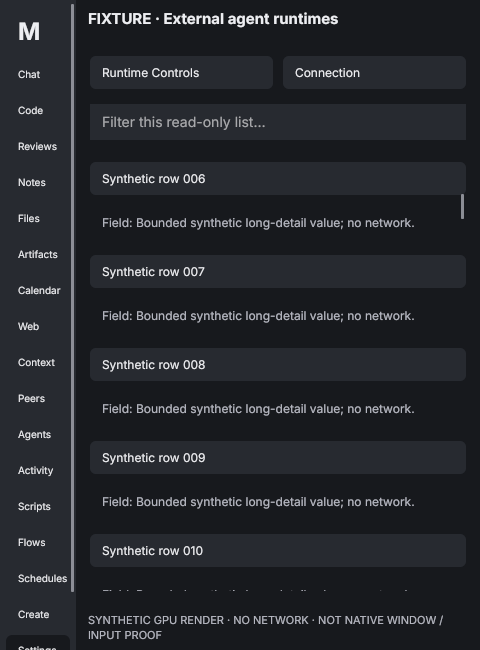 M
Chat
Code
Reviews
Notes
Files
Artifacts
Calendar
Web
Context
Peers
Agents
Activity
Scripts
Flows
Schedules
Create
Settings
FIXTURE · External agent runtimes
Runtime Controls
Connection
Filter this read-only list...
Synthetic row 006
Field: Bounded synthetic long-detail value; no network.
Synthetic row 007
Field: Bounded synthetic long-detail value; no network.
Synthetic row 008
Field: Bounded synthetic long-detail value; no network.
Synthetic row 009
Field: Bounded synthetic long-detail value; no network.
Synthetic row 010
SYNTHETIC GPU RENDER · NO NETWORK · NOT NATIVE WINDOW /
INPUT PROOF